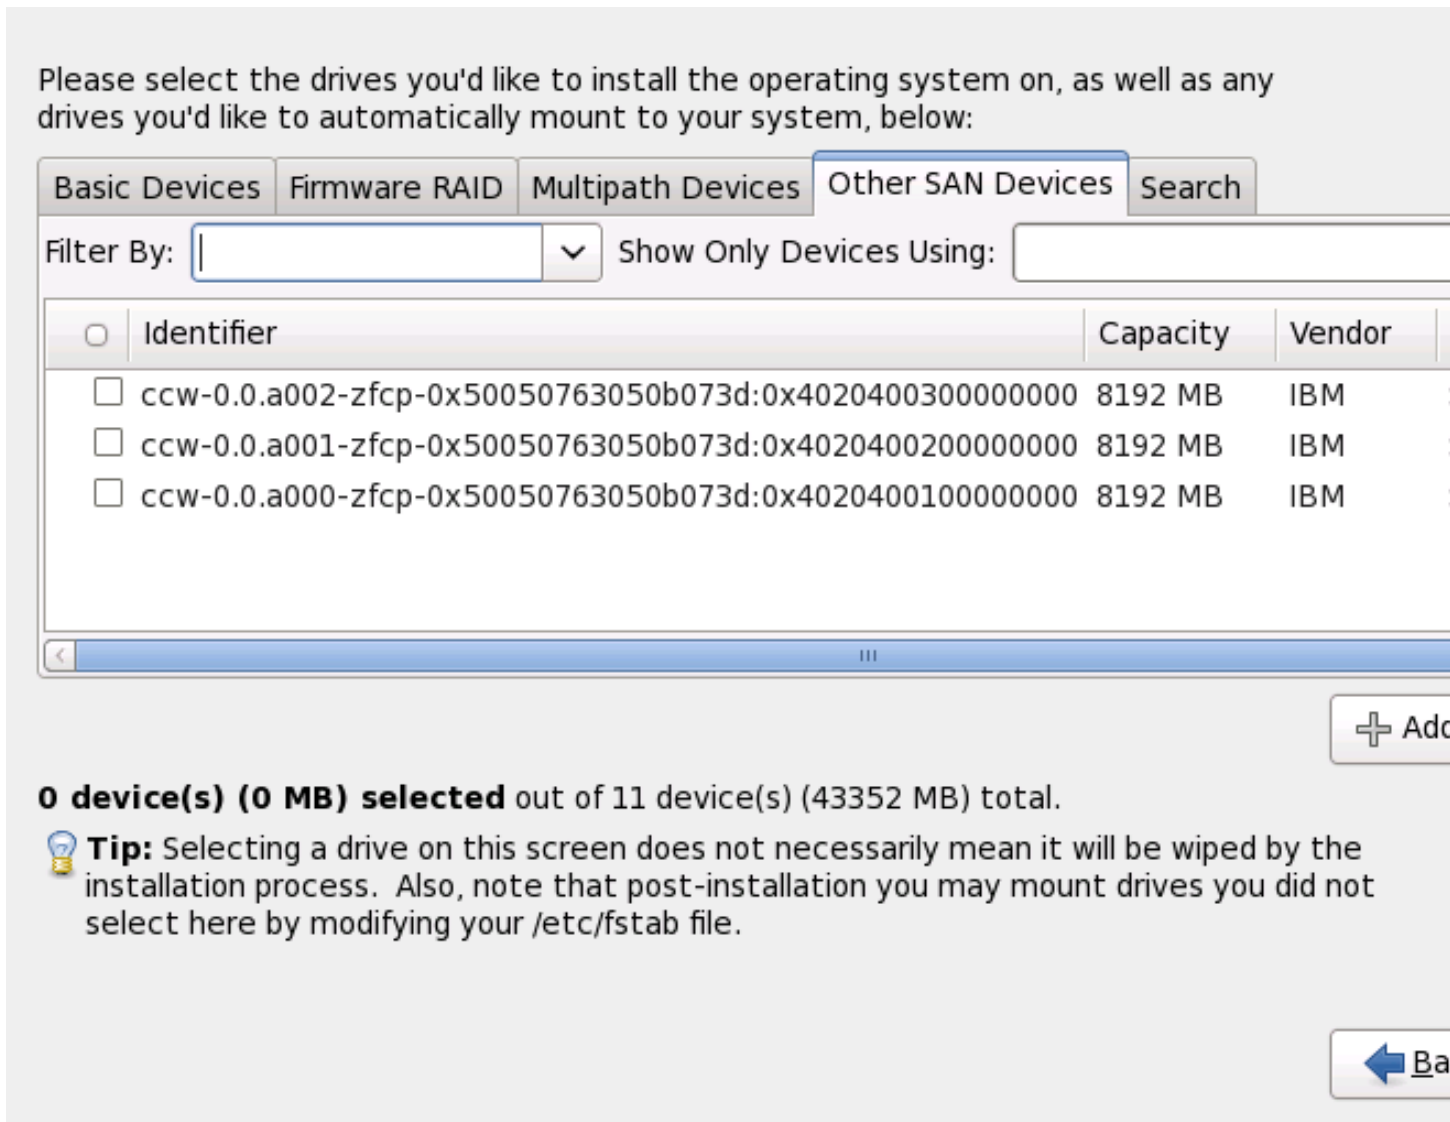 Please select the drives you'd like to install the operating system on, as well as any
drives you'd like to automatically mount to your system, below:
Basic Devices Firmware RAID Multipath Devices Other SAN Devices Search
Filter By: Show Only Devices Using:
Identifier Capacity Vendor
ccw-0.0.a002-zfcp-0x50050763050b073d:0x4020400300000000 8192 MB IBM
ccw-0.0.a001-zfcp-0x50050763050b073d:0x4020400200000000 8192 MB IBM
ccw-0.0.a000-zfcp-0x50050763050b073d:0x4020400100000000 8192 MB IBM
Add
0 device(s) (0 MB) selected out of 11 device(s) (43352 MB) total.
Tip: Selecting a drive on this screen does not necessarily mean it will be wiped by the
installation process.  Also, note that post-installation you may mount drives you did not
select here by modifying your /etc/fstab file.
Ba